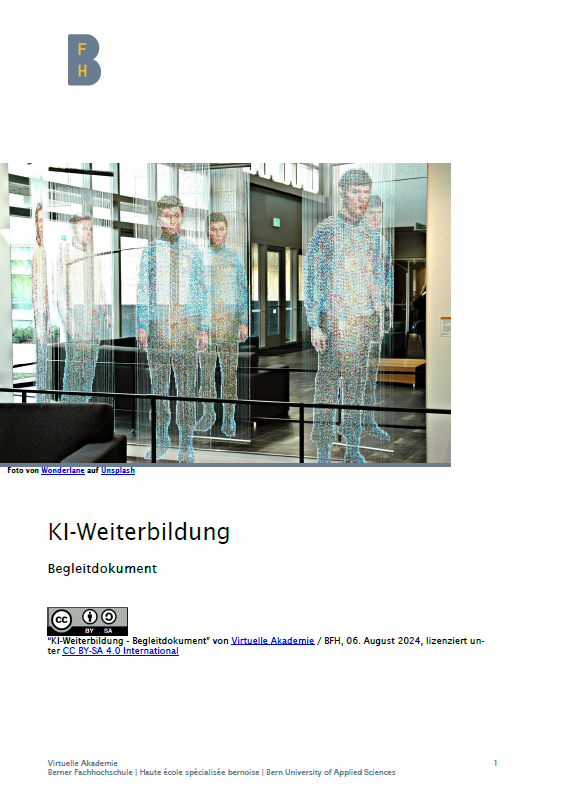 B
F
H
Foto von Wonderlane auf Unsplash
KI-Weiterbildung
Begleitdokument
cc
BY SA
"KI-Weiterbildung - Begleitdokument" von Virtuelle Akademie / BFH, 06. August 2024, lizenziert un-
ter CC BY-SA 4.0 International
Virtuelle Akademie
1
Berner Fachhochschule | Haute école spécialisée bernoise | Bern University of Applied Sciences